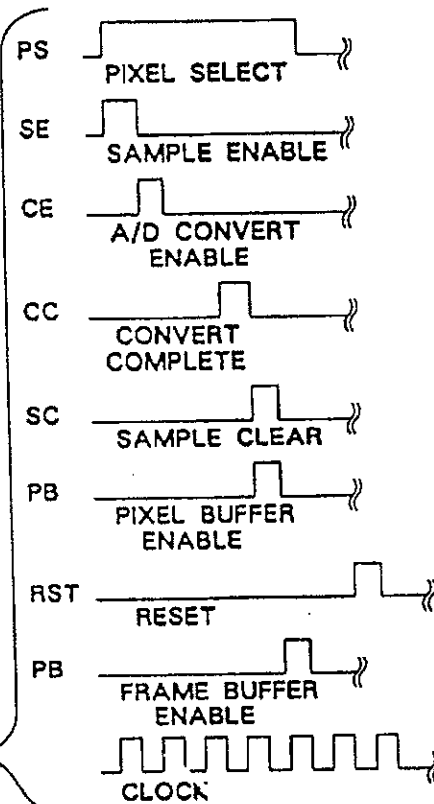 PS
PIXEL SELECT
SE
SAMPLE ENABLE
CE
A/D CONVERT
ENABLE
CC
CONVERT
COMPLETE
SC
SAMPLE CLEAR
PB
PIXEL BUFFER
ENABLE
RST
RESET
PB
FRAME BUFFER
ENABLE
CLOCK